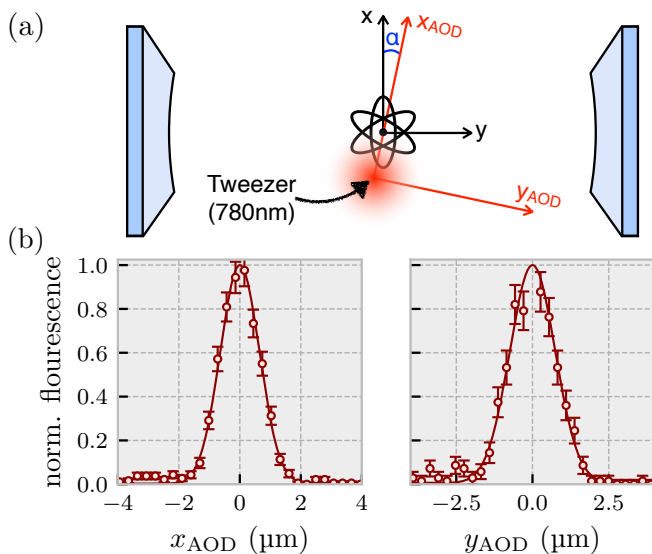 (a)
x
x_AOD
α
y
Tweezer
(780nm)
y_AOD
(b)
norm. flourescence
1.0
0.8
0.6
0.4
0.2
0.0
−4 −2 0 2 4
x_AOD (µm)
−2.5 0.0 2.5
y_AOD (µm)